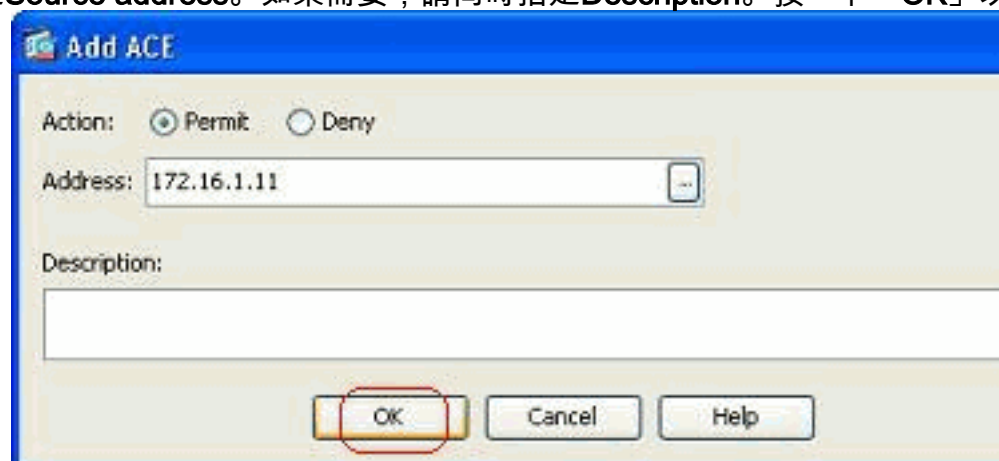 Source address。如果需要，請同時指定Description。按一下「OK」以
Add ACE
Action: Permit Deny
Address: 172.16.1.11 ...
Description:
OK Cancel Help